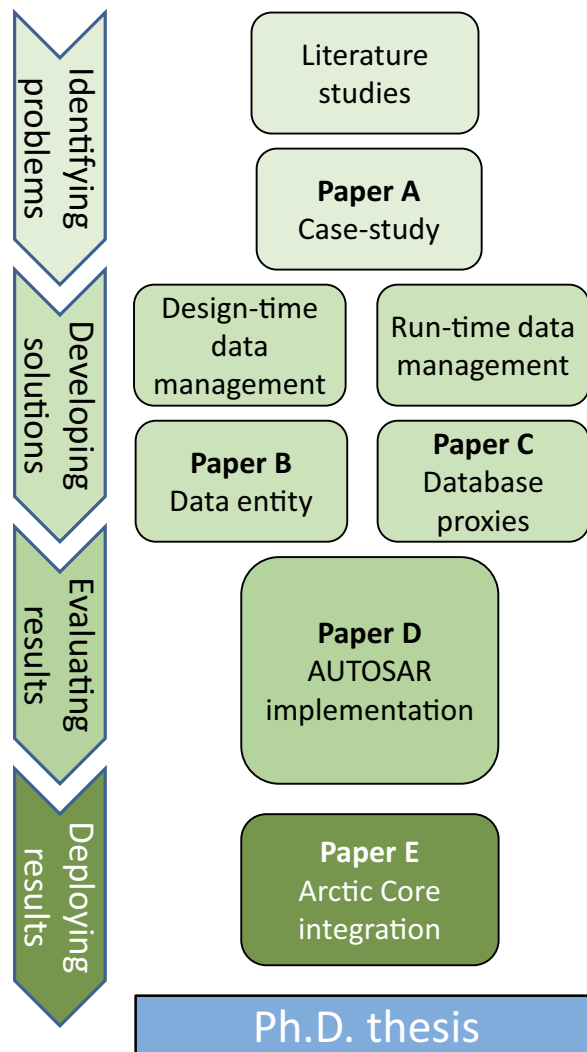 Identifying
problems
Literature
studies
Paper A
Case-study
Developing
solutions
Design-time
data
management
Run-time data
management
Paper B
Data entity
Paper C
Database
proxies
Evaluating
results
Paper D
AUTOSAR
implementation
Deploying
results
Paper E
Arctic Core
integration
Ph.D. thesis